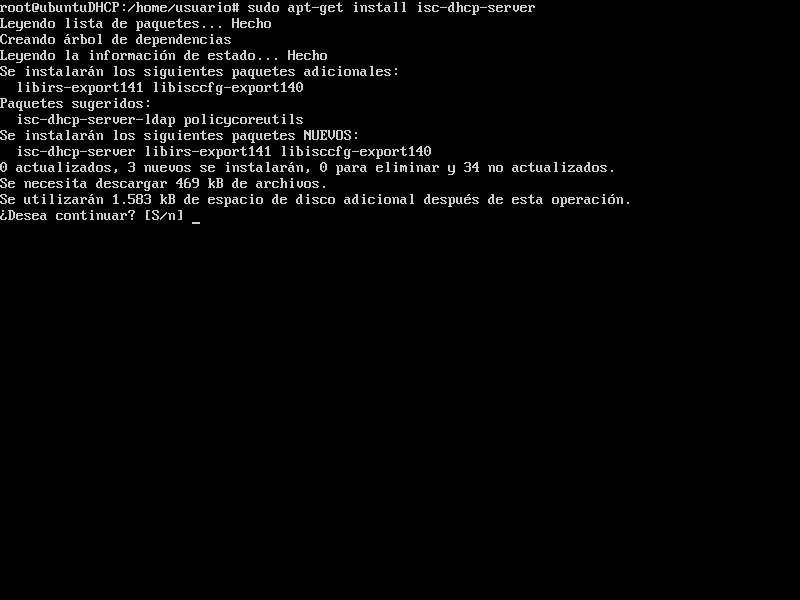 root@ubuntuDHCP:/home/usuario# sudo apt-get install isc-dhcp-server
Leyendo lista de paquetes... Hecho
Creando árbol de dependencias
Leyendo la información de estado... Hecho
Se instalarán los siguientes paquetes adicionales:
  libirs-export141 libisccfg-export140
Paquetes sugeridos:
  isc-dhcp-server-ldap policycoreutils
Se instalarán los siguientes paquetes NUEVOS:
  isc-dhcp-server libirs-export141 libisccfg-export140
0 actualizados, 3 nuevos se instalarán, 0 para eliminar y 34 no actualizados.
Se necesita descargar 469 kB de archivos.
Se utilizarán 1.583 kB de espacio de disco adicional después de esta operación.
¿Desea continuar? [S/n] _